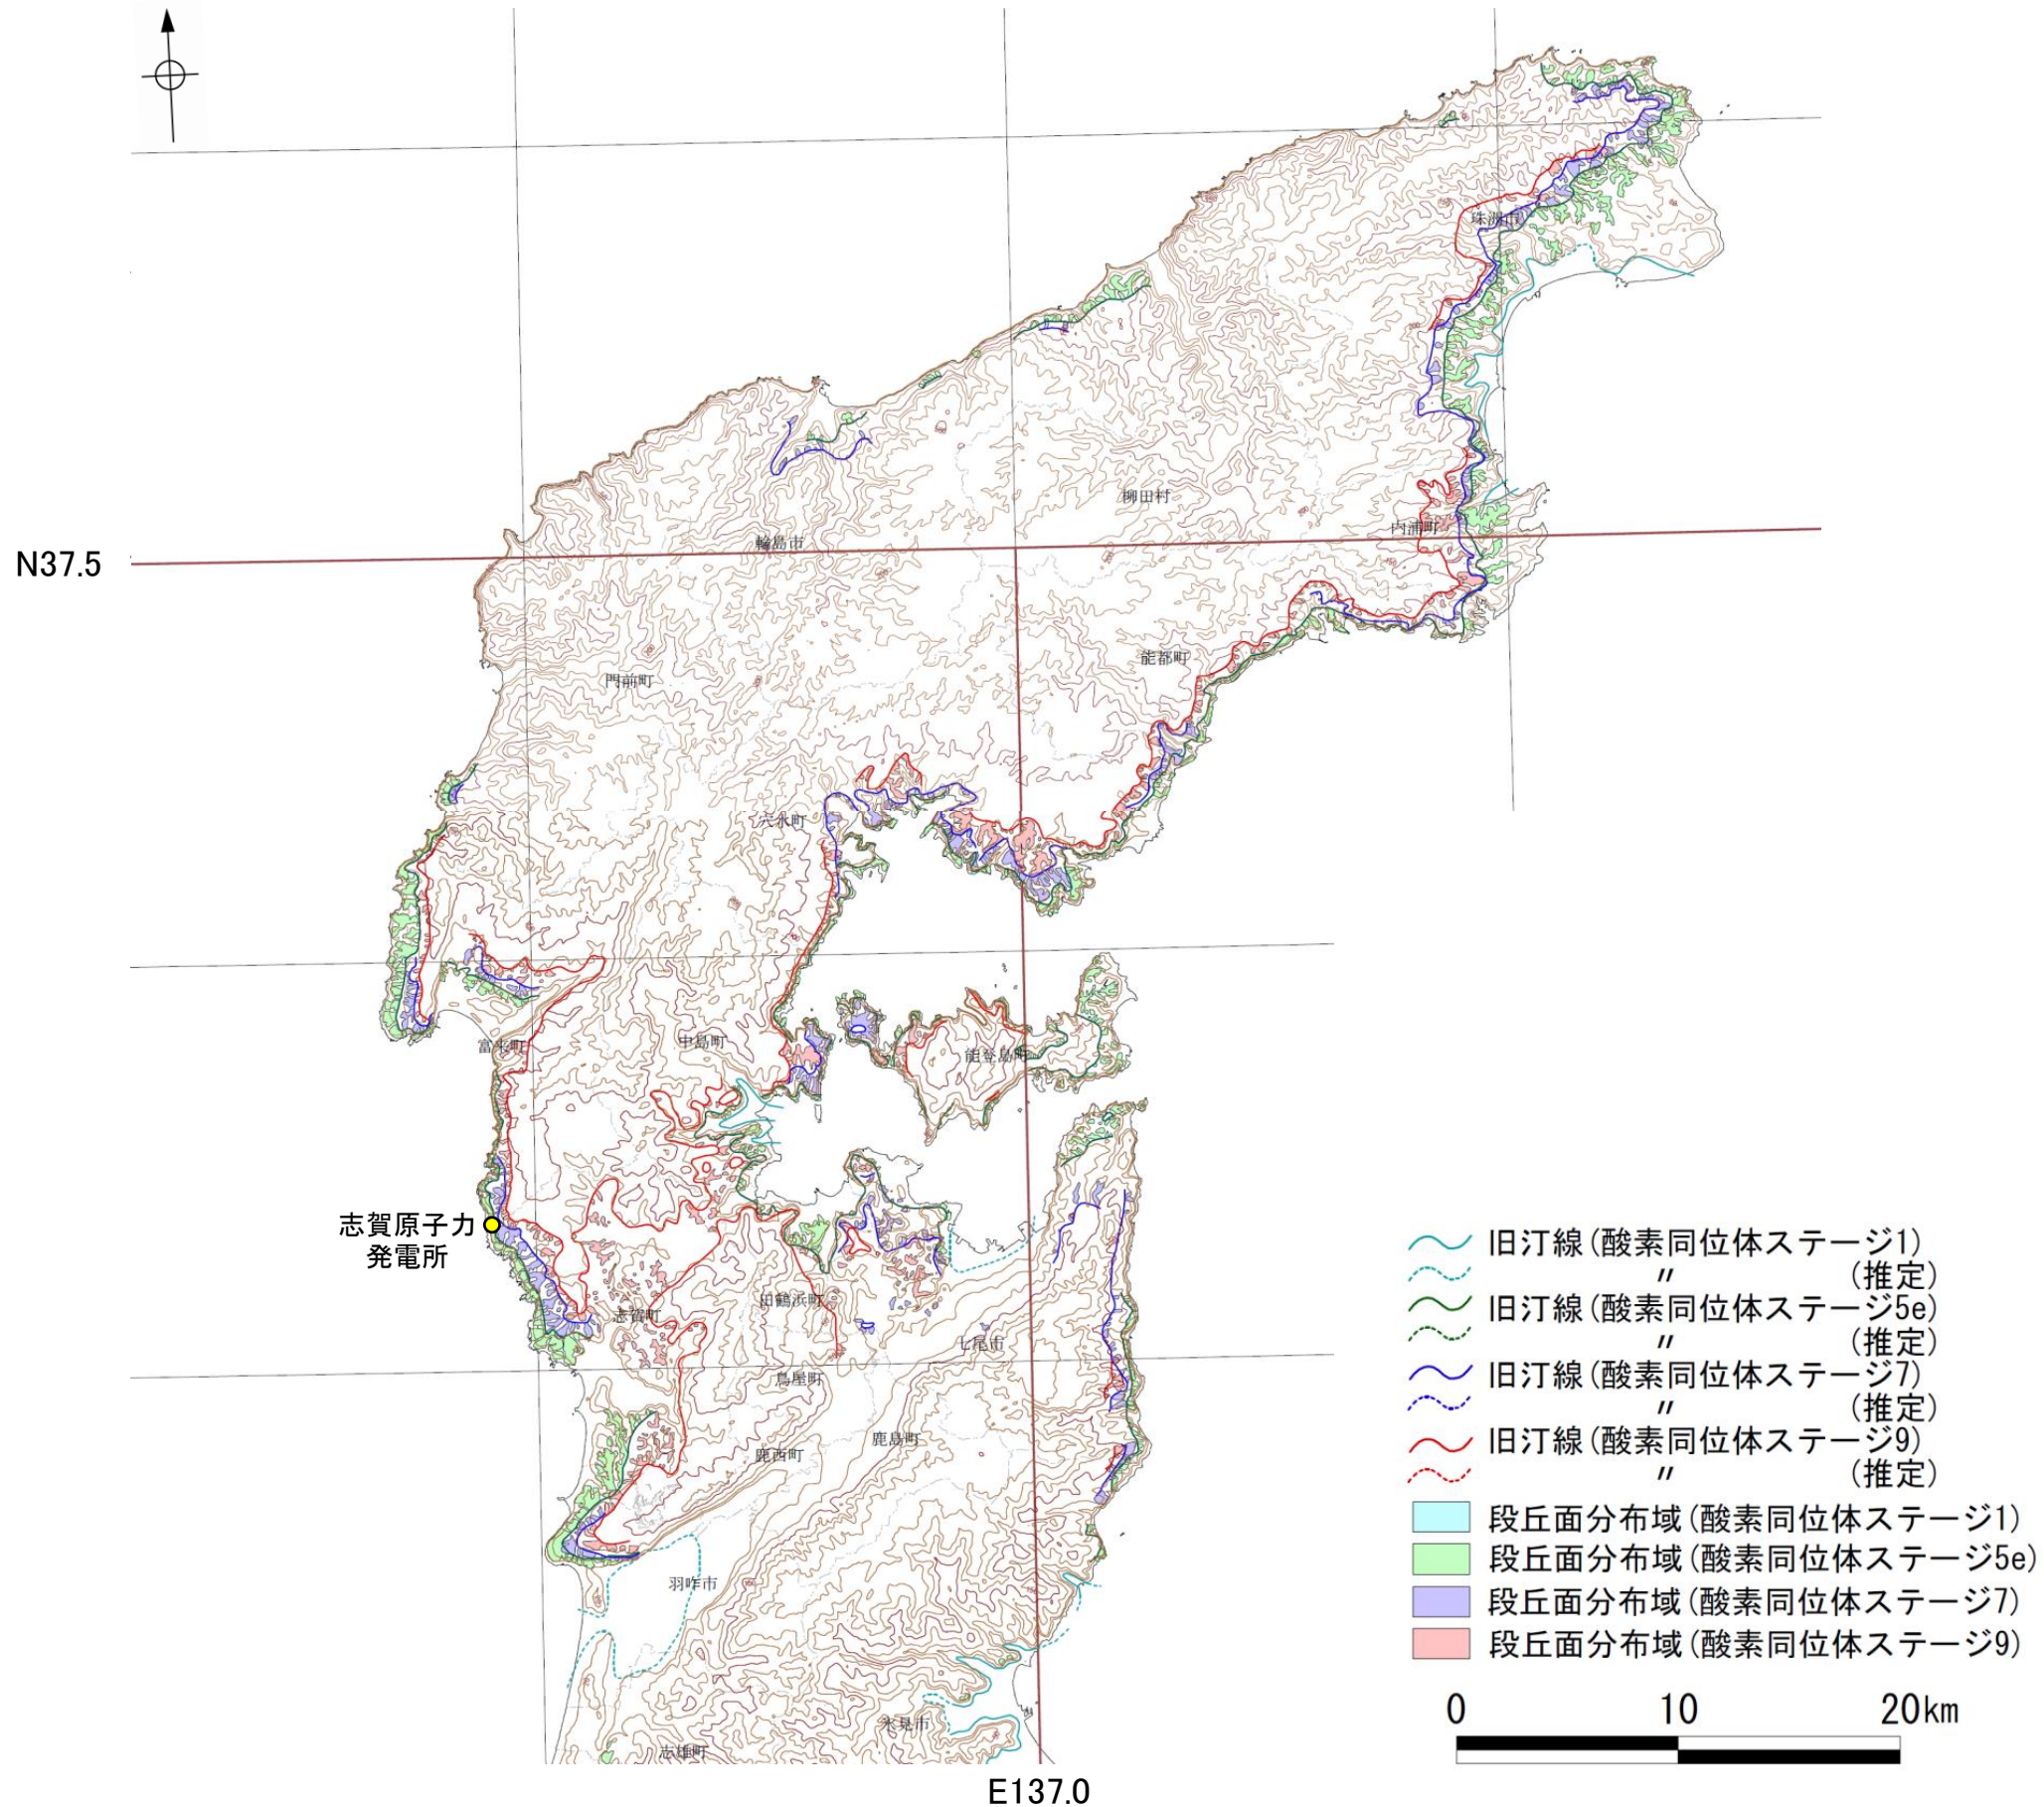 珠洲市
柳田村
内浦町
輪島市
N37.5
能都町
門前町
穴水町
富来町
中島町
能登島町
志賀原子力
発電所
志賀町
田鶴浜町
七尾市
鳥屋町
鹿島町
鹿西町
羽咋市
氷見市
志雄町
E137.0
旧汀線(酸素同位体ステージ1)
〃 (推定)
旧汀線(酸素同位体ステージ5e)
〃 (推定)
旧汀線(酸素同位体ステージ7)
〃 (推定)
旧汀線(酸素同位体ステージ9)
〃 (推定)
段丘面分布域(酸素同位体ステージ1)
段丘面分布域(酸素同位体ステージ5e)
段丘面分布域(酸素同位体ステージ7)
段丘面分布域(酸素同位体ステージ9)
0 10 20km